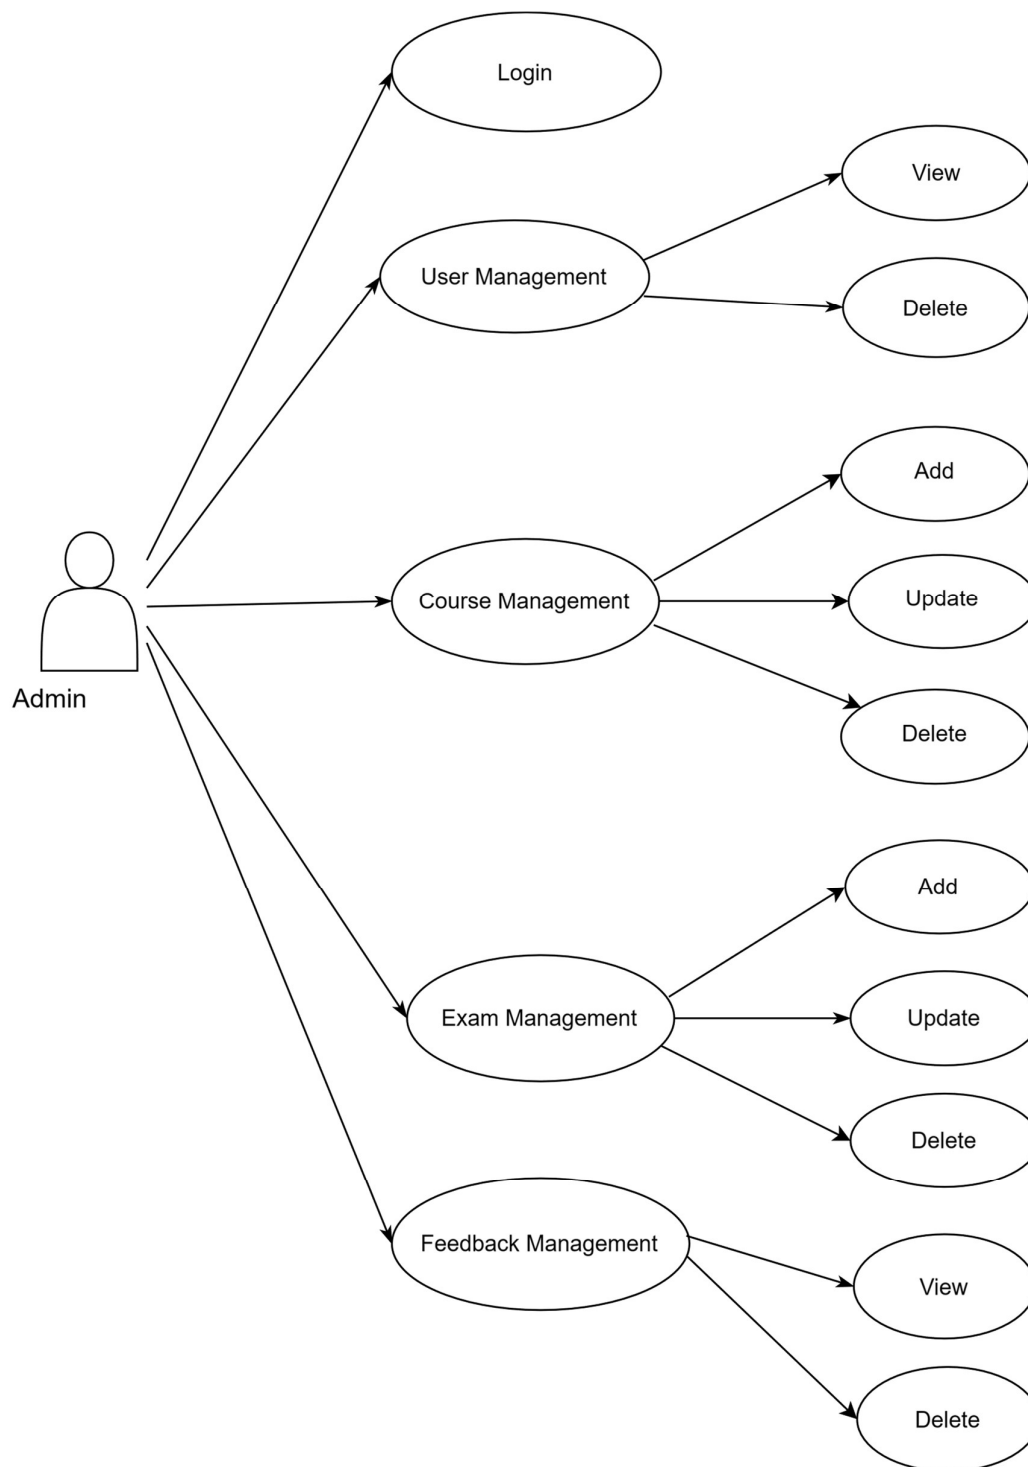 Login
View
User Management
Delete
Add
Course Management
Update
Admin
Delete
Add
Exam Management
Update
Delete
Feedback Management
View
Delete